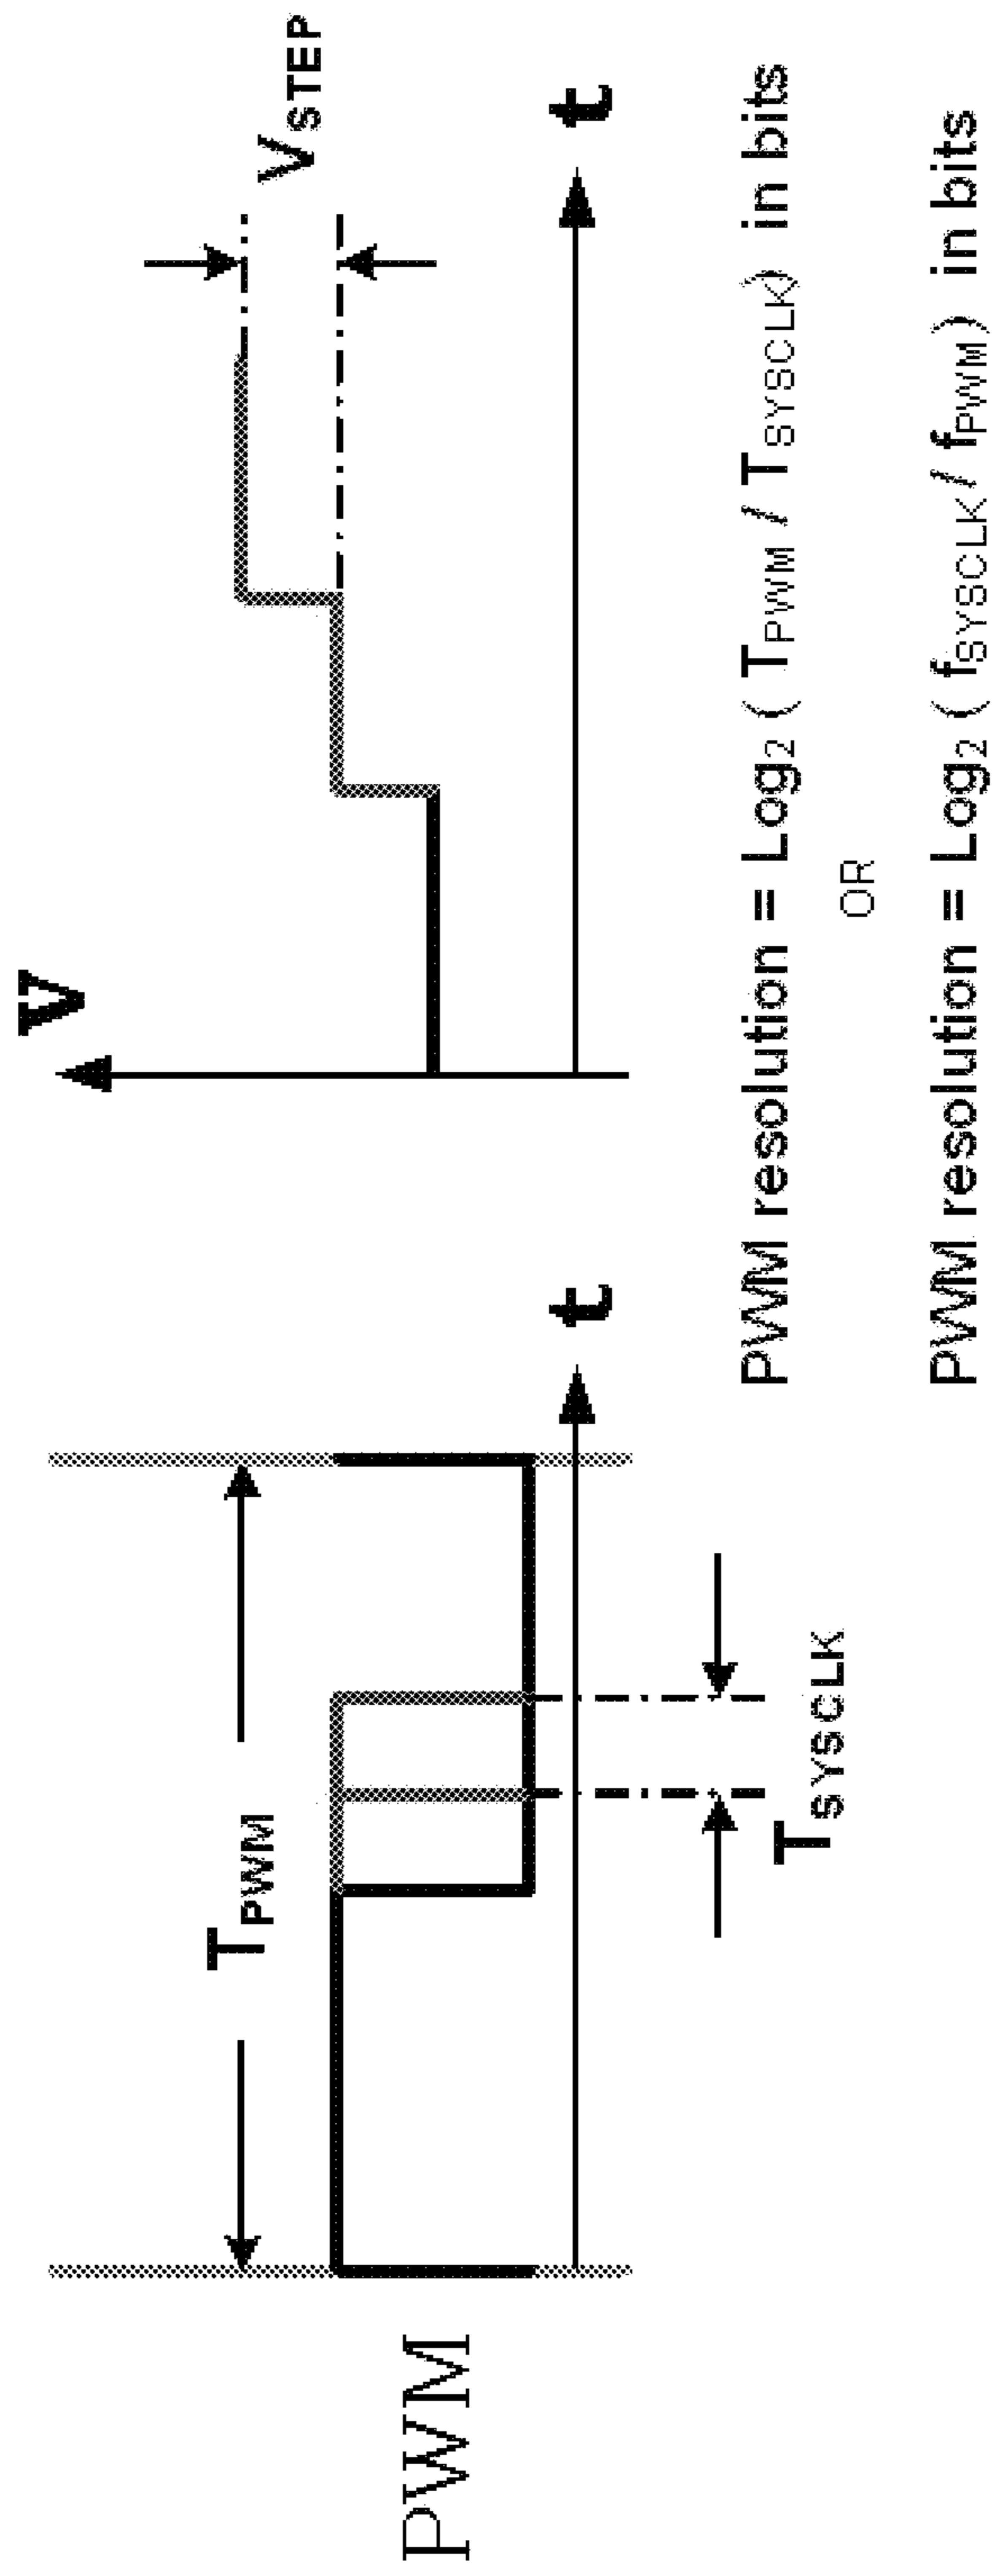 PWM
TPWM
t
TSYSCLK
V
VSTEP
t
PWM resolution = Log2 ( TPWM / TSYSCLK) in bits
OR
PWM resolution = Log2 ( fSYSCLK / fPWM) in bits